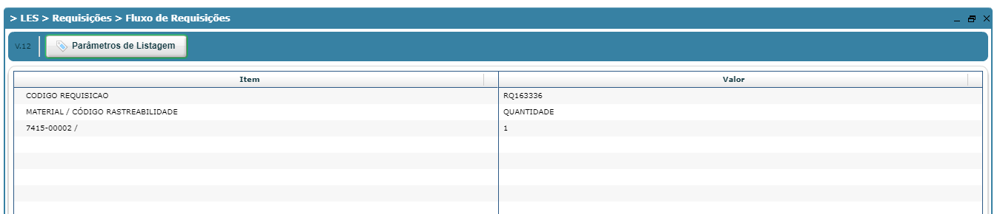 > LES > Requisições > Fluxo de Requisições
v.12 Parâmetros de Listagem
Item Valor
CODIGO REQUISICAO RQ163336
MATERIAL / CÓDIGO RASTREABILIDADE QUANTIDADE
7415-00002 / 1